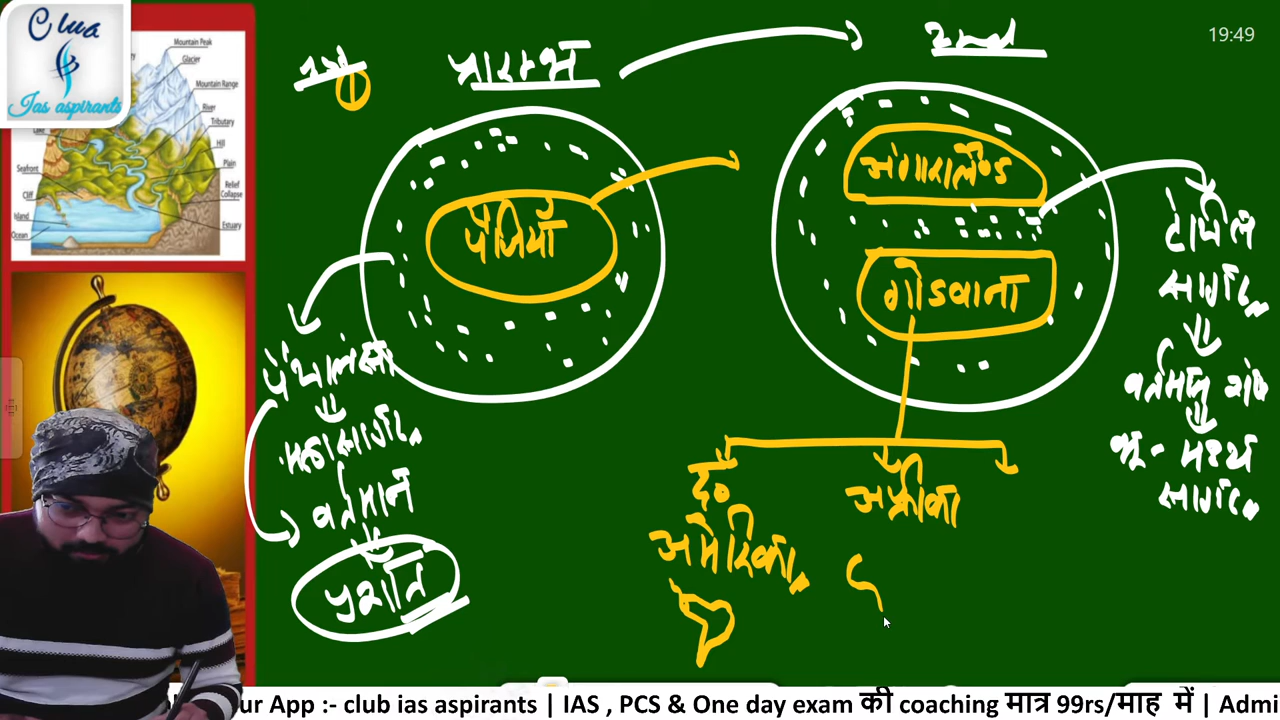 Club
Ias aspirants
Mountain Peak
Glacier
Mountain Range
River
Tributary
Hill
Plain
Relief
Collapse
Estuary
Lake
Seafront
Cliff
Island
Ocean
19:49
①
प्रारम्भ
पैंजिया
अंगारालैण्ड
गोंडवाना
पैंथालासा
महासागर
वर्तमान
प्रशांत
टेथिस
सागर
वर्तमान शेष
भू-मध्य
सागर
द०
अमेरिका
अफ्रीका
ur App :- club ias aspirants | IAS , PCS & One day exam की coaching मात्र 99rs/माह में | Admi